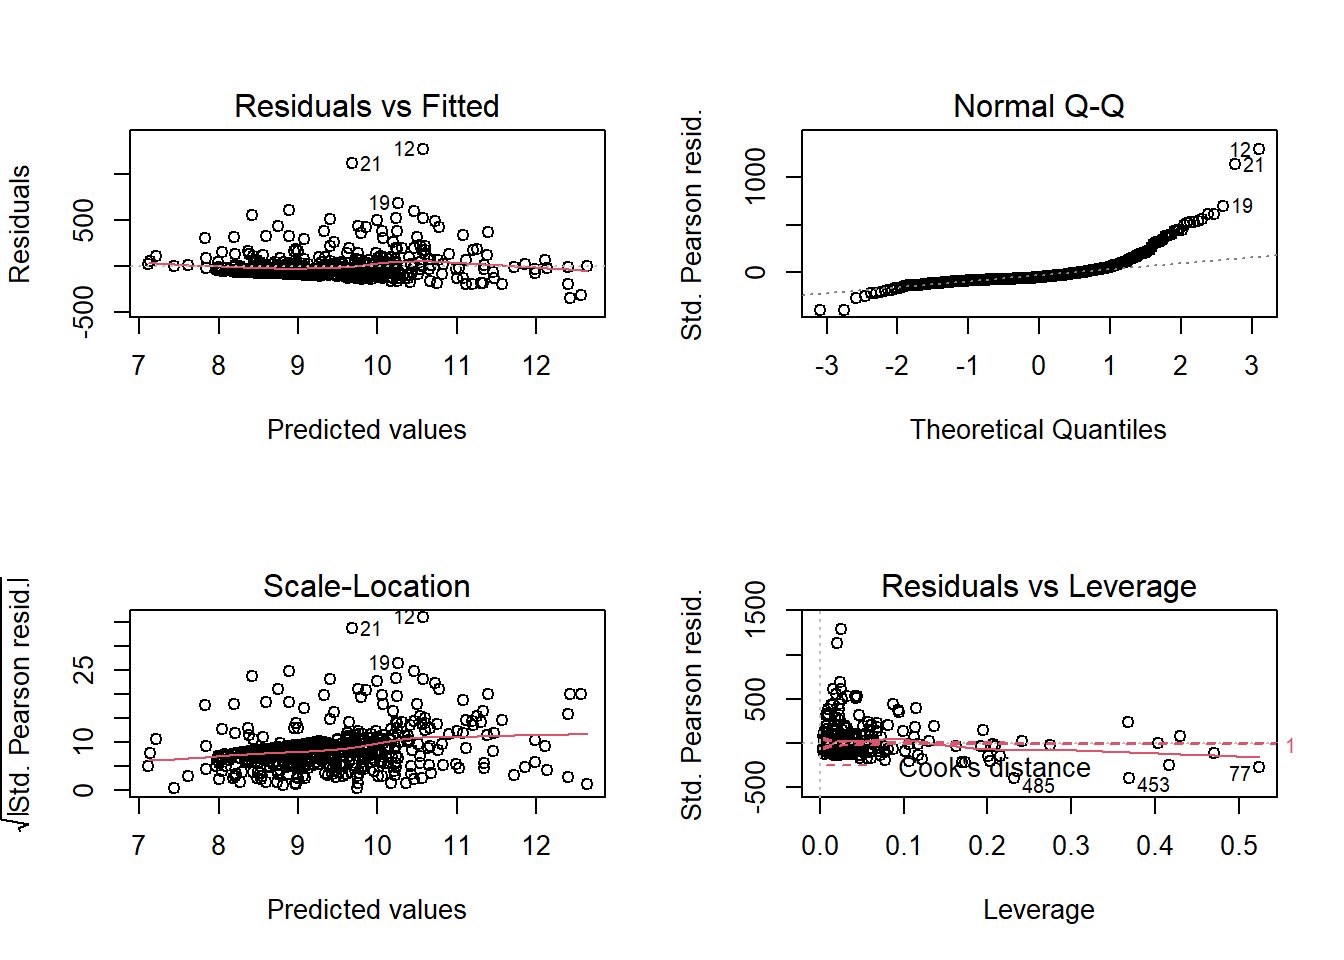 Residuals vs Fitted
Residuals
500
-500
12
21
19
7 8 9 10 11 12
Predicted values
Normal Q-Q
Std. Pearson resid.
1000
0
12
21
19
-3 -2 -1 0 1 2 3
Theoretical Quantiles
Scale-Location
√|Std. Pearson resid.|
25
10
0
12
21
19
7 8 9 10 11 12
Predicted values
Residuals vs Leverage
Std. Pearson resid.
1500
500
-500
1
Cook's distance
485
453
77
0.0 0.1 0.2 0.3 0.4 0.5
Leverage